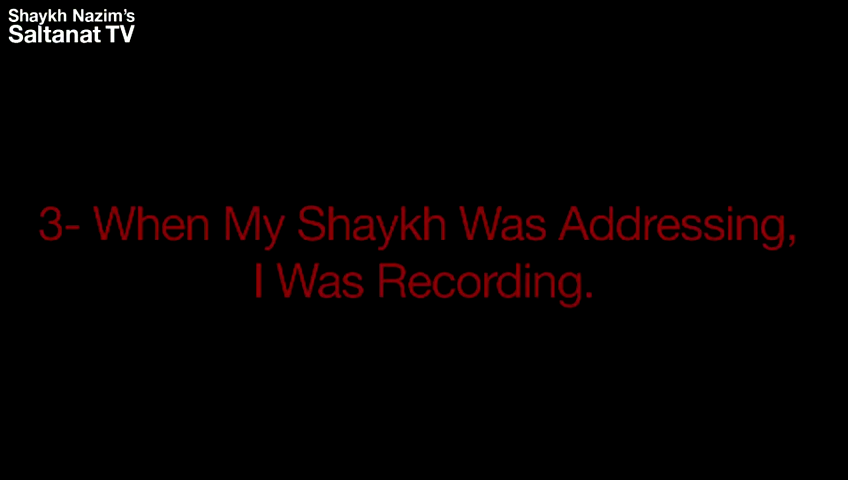 Shaykh Nazim's
Saltanat TV
3- When My Shaykh Was Addressing,
I Was Recording.